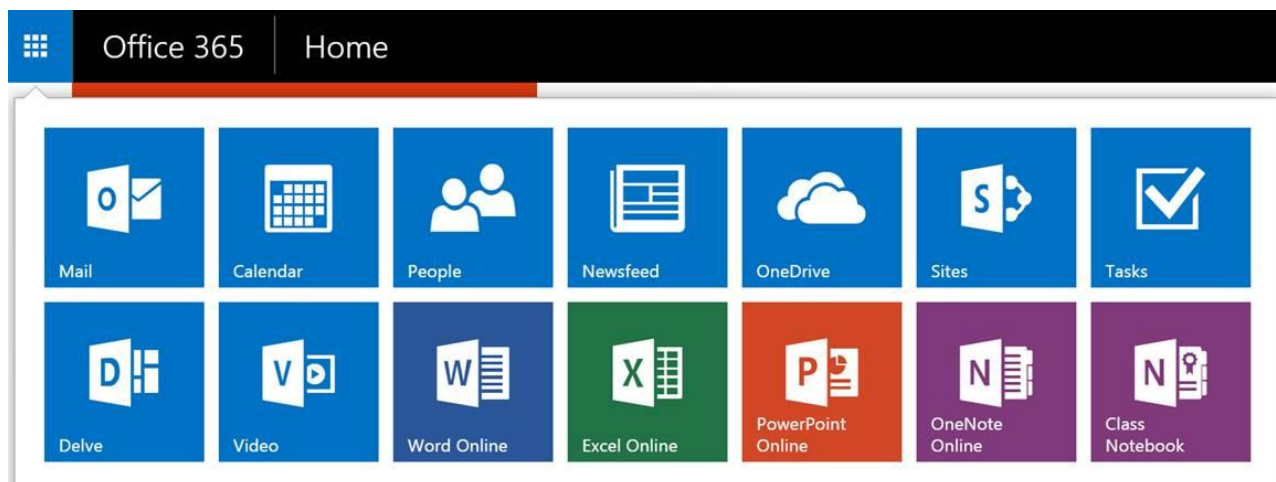 Office 365 Home
Mail Calendar People Newsfeed OneDrive Sites Tasks
Delve Video Word Online Excel Online PowerPoint Online OneNote Online Class Notebook